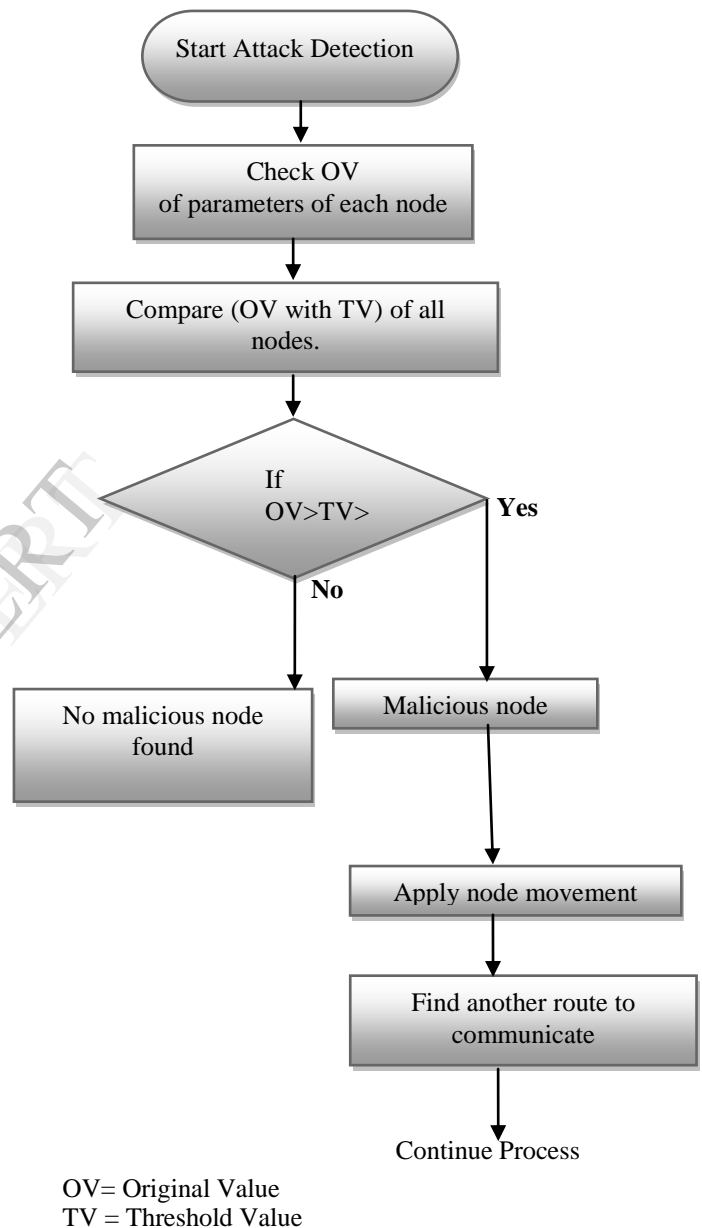 Start Attack Detection
Check OV
of parameters of each node
Compare (OV with TV) of all
nodes.
If
OV>TV>
Yes
No
No malicious node
found
Malicious node
Apply node movement
Find another route to
communicate
Continue Process
OV= Original Value
TV = Threshold Value